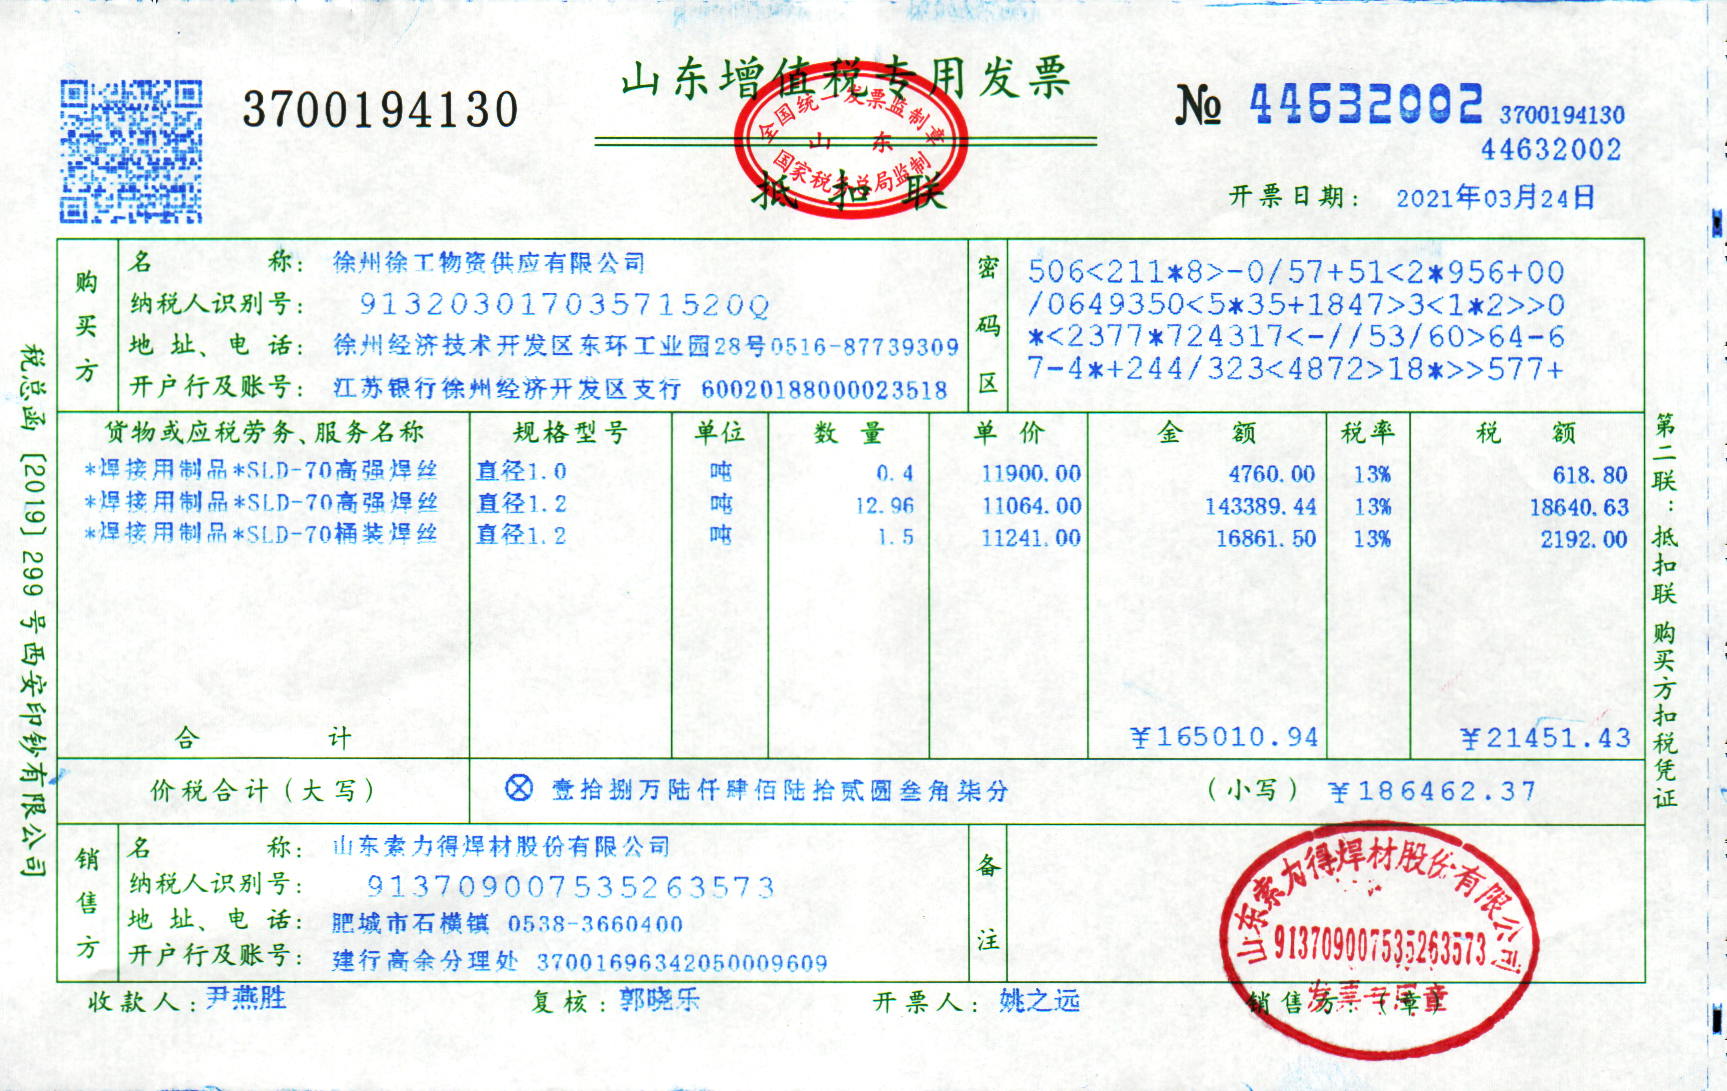 山东增值税专用发票
3700194130
№ 44632002 3700194130
44632002
全国统一发票监制章
山东
国家税务总局监制
抵扣联
开票日期： 2021年03月24日
税总函［2019］299号西安印钞有限公司
购买方
名称： 徐州徐工物资供应有限公司
纳税人识别号： 91320301703571520Q
地址、电话： 徐州经济技术开发区东环工业园28号0516-87739309
开户行及账号： 江苏银行徐州经济开发区支行 60020188000023518
密码区
506<211*8>-0/57+51<2*956+00
/0649350<5*35+1847>3<1*2>>0
*<2377*724317<-//53/60>64-6
7-4*+244/323<4872>18*>>577+
货物或应税劳务、服务名称 规格型号 单位 数量 单价 金额 税率 税额
*焊接用制品*SLD-70高强焊丝 直径1.0 吨 0.4 11900.00 4760.00 13% 618.80
*焊接用制品*SLD-70高强焊丝 直径1.2 吨 12.96 11064.00 143389.44 13% 18640.63
*焊接用制品*SLD-70桶装焊丝 直径1.2 吨 1.5 11241.00 16861.50 13% 2192.00
合计 ¥165010.94 ¥21451.43
价税合计（大写） ⊗ 壹拾捌万陆仟肆佰陆拾贰圆叁角柒分 （小写） ¥186462.37
第二联：抵扣联 购买方扣税凭证
销售方
名称： 山东索力得焊材股份有限公司
纳税人识别号： 913709007535263573
地址、电话： 肥城市石横镇 0538-3660400
开户行及账号： 建行高余分理处 37001696342050009609
备注
山东索力得焊材股份有限公司
913709007535263573
发票专用章
收款人：尹燕胜 复核：郭晓乐 开票人：姚之远 销售方：（章）